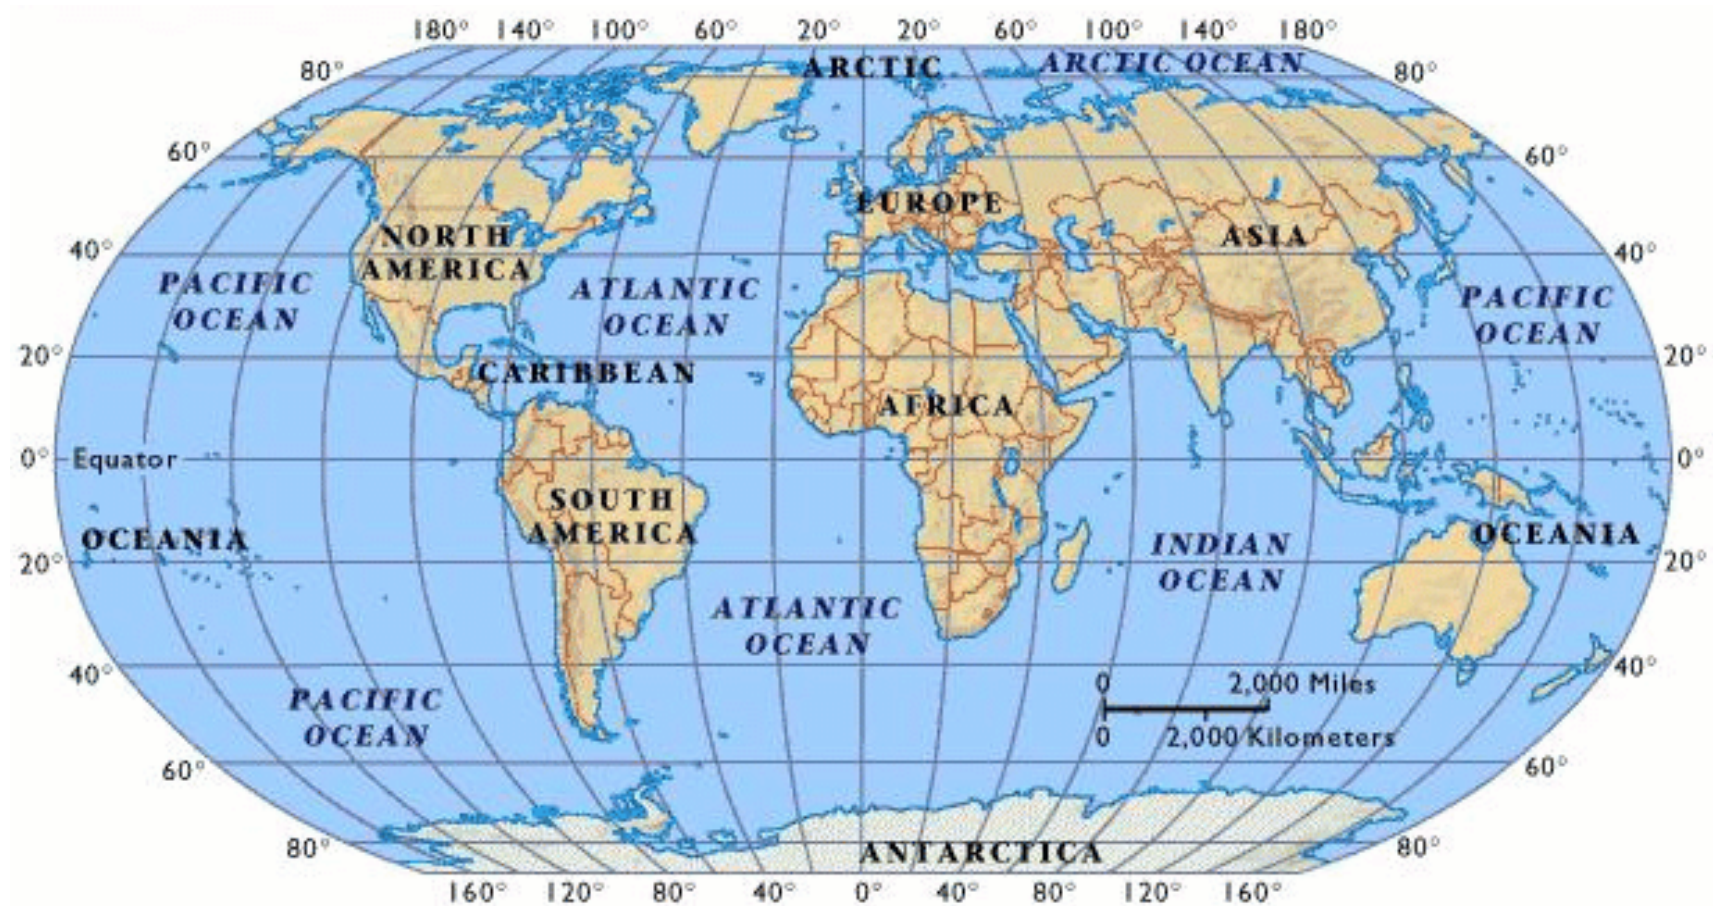 180° 140° 100° 60° 20° 20° 60° 100° 140° 180°
ARCTIC
ARCTIC OCEAN
80°
80°
60°
60°
EUROPE
NORTH
AMERICA
ASIA
40°
40°
PACIFIC
OCEAN
ATLANTIC
OCEAN
PACIFIC
OCEAN
20°
20°
CARIBBEAN
AFRICA
0°
Equator
0°
SOUTH
AMERICA
OCEANIA
OCEANIA
INDIAN
OCEAN
20°
20°
ATLANTIC
OCEAN
40°
40°
PACIFIC
OCEAN
0 2,000 Miles
0 2,000 Kilometers
60°
60°
80°
80°
ANTARCTICA
160° 120° 80° 40° 0° 40° 80° 120° 160°